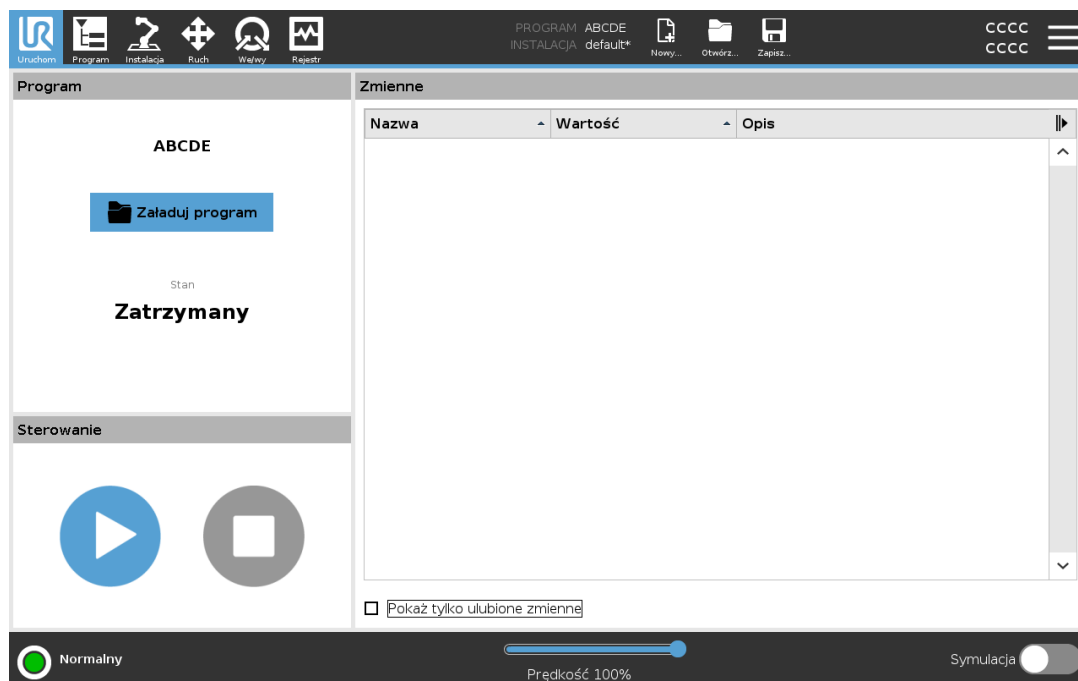 UR
PROGRAM ABCDE
INSTALACJA default*
CCCC
CCCC
Uruchom Program Instalacja Ruch We/wy Rejestr Nowy... Otwórz... Zapisz...
Program
Zmienne
Nazwa Wartość Opis
ABCDE
Załaduj program
Stan
Zatrzymany
Sterowanie
Pokaż tylko ulubione zmienne
Normalny
Prędkość 100%
Symulacja